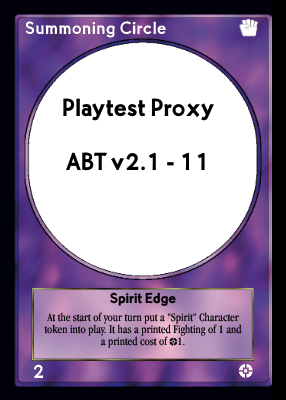 Summoning Circle
Playtest Proxy
ABT v2.1 - 11
Spirit Edge
At the start of your turn put a "Spirit" Character
token into play. It has a printed Fighting of 1 and
a printed cost of 1.
2